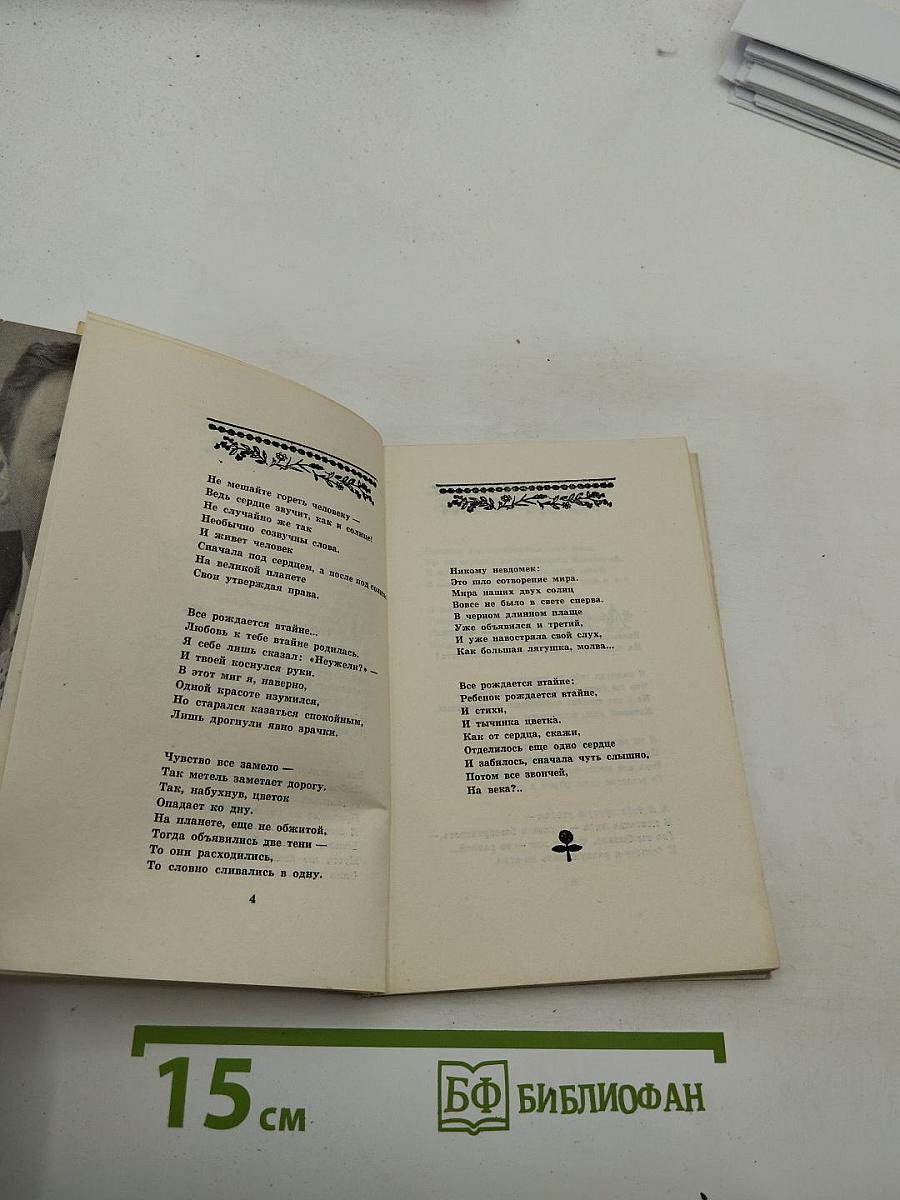 Не мешайте гореть человеку —
Ведь сердце звучит, как и солнце!
Не случайно же так
Необычно созвучны слова.
И живет человек
Сначала под сердцем, а после под
На великой планете
Свои утверждая права.
Все рождается втайне...
Любовь к тебе втайне родилась.
Я себе лишь сказал: «Неужели?» —
И твоей коснулся руки.
В этот миг я, наверно,
Одной красоте изумился,
Но старался казаться спокойным,
Лишь дрогнули явно зрачки.
Чувство все замело —
Так метель заметает дорогу.
Так, набухнув, цветок
Опадает ко дну.
На планете, еще не обжитой,
Тогда объявились две тени —
То они расходились,
То словно сливались в одну.
4
Никому невдомек:
Это шло сотворение мира.
Мира наших двух солнц
Вовсе не было в свете сперва.
В черном длинном плаще
Уже объявился и третий,
И уже навостряла свой слух,
Как большая лягушка, молва...
Все рождается втайне:
Ребенок рождается втайне,
И стихи,
И тычинка цветка.
Как от сердца, скажи,
Отделилось еще одно сердце
И забилось, сначала чуть слышно,
Потом все звончей,
На века?..
15 см
БФ БИБЛИОФАН